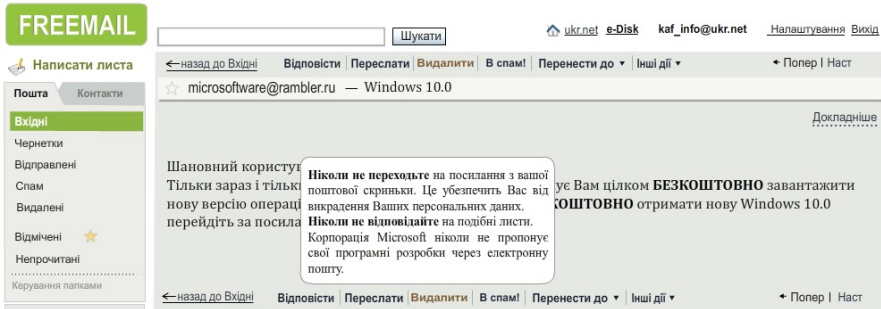 FREEMAIL
Шукати
ukr.net e-Disk kaf_info@ukr.net Налаштування Вихід
Написати листа
назад до Вхідні Відповісти | Переслати | Видалити | В спам! | Перенести до ▾ | Інші дії ▾ Попер | Наст
Пошта Контакти
microsoftware@rambler.ru — Windows 10.0
Вхідні
Докладніше
Чернетки
Відправлені
Спам
Видалені
Відмічені
Непрочитані
Керування папками
Шановний
Тільки зараз і Вам цілком БЕЗКОШТОВНО завантажити
нову версію отримати нову Windows 10.0
перейдіть за
Ніколи не переходьте на посилання з вашої
поштової скриньки. Це убезпечить Вас від
викрадення Ваших персональних даних.
Ніколи не відповідайте на подібні листи.
Корпорація Microsoft ніколи не пропонує
свої програмні розробки через електронну
пошту.
назад до Вхідні Відповісти | Переслати | Видалити | В спам! | Перенести до ▾ | Інші дії ▾ Попер | Наст